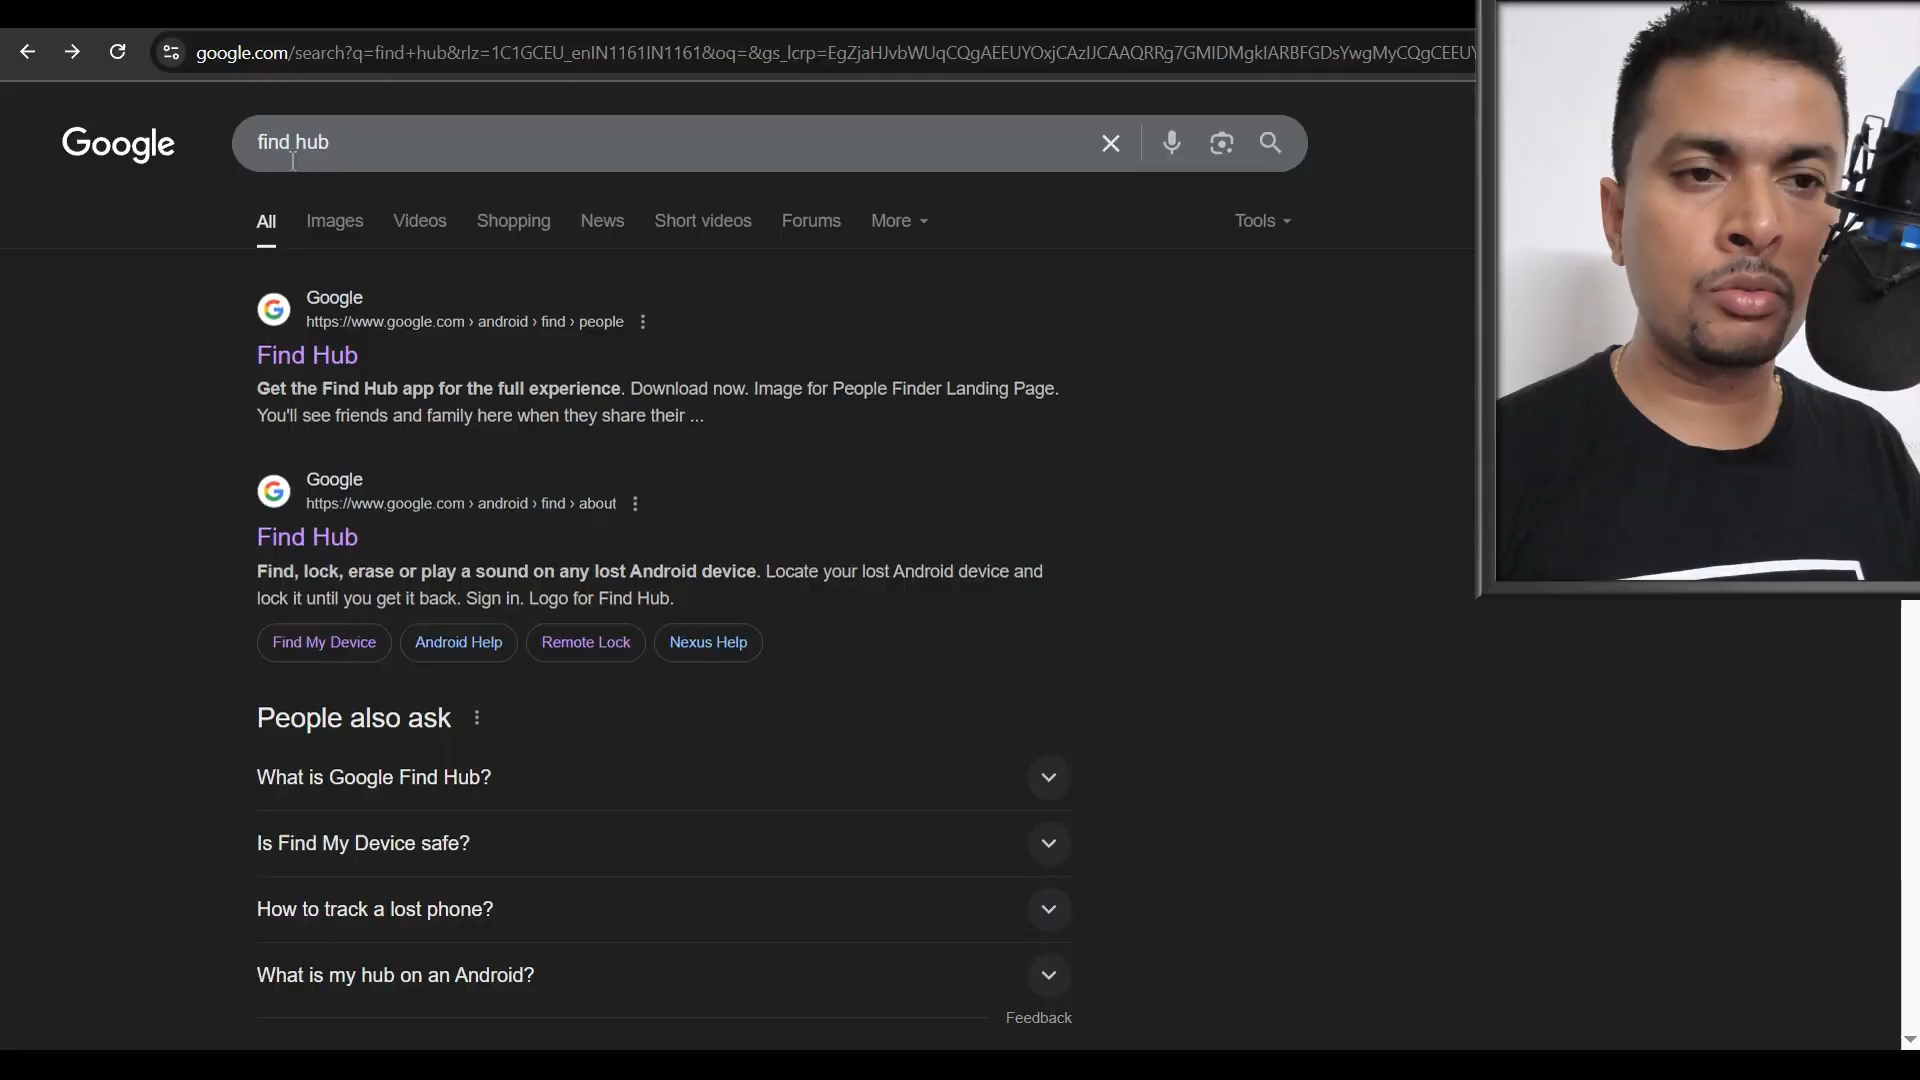 google.com/search?q=find+hub&rlz=1C1GCEU_enIN1161IN1161&oq=&gs_lcrp=EgZjaHJvbWUqCQgAEEUYOxjCAzIJCAAQRRg7GMIDMgkIARBFGDsYwgMyCQgCEEUY
Google
find hub
All Images Videos Shopping News Short videos Forums More Tools
Google
https://www.google.com › android › find › people
Find Hub
Get the Find Hub app for the full experience. Download now. Image for People Finder Landing Page.
You'll see friends and family here when they share their ...
Google
https://www.google.com › android › find › about
Find Hub
Find, lock, erase or play a sound on any lost Android device. Locate your lost Android device and
lock it until you get it back. Sign in. Logo for Find Hub.
Find My Device Android Help Remote Lock Nexus Help
People also ask
What is Google Find Hub?
Is Find My Device safe?
How to track a lost phone?
What is my hub on an Android?
Feedback